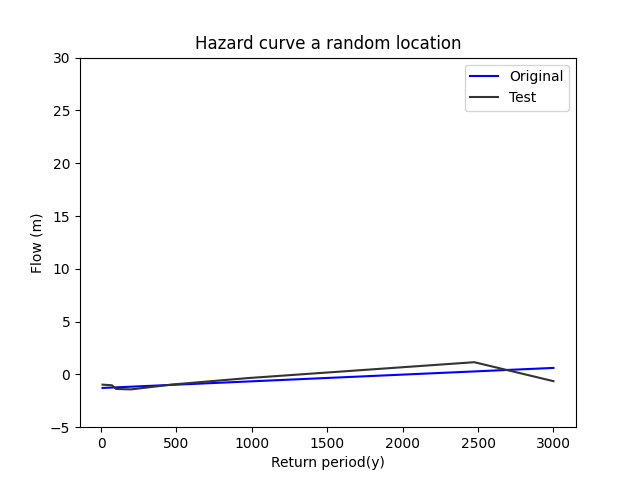 Hazard curve a random location
Original
Test
30
25
20
15
10
5
0
−5
Flow (m)
0 500 1000 1500 2000 2500 3000
Return period(y)